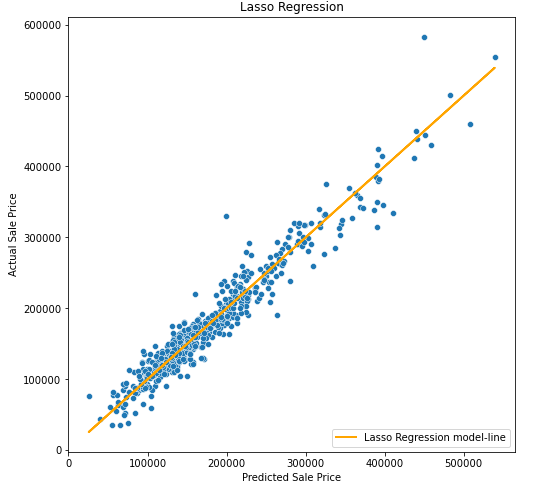 Lasso Regression
600000
500000
400000
300000
200000
100000
0
Actual Sale Price
Lasso Regression model-line
0 100000 200000 300000 400000 500000
Predicted Sale Price